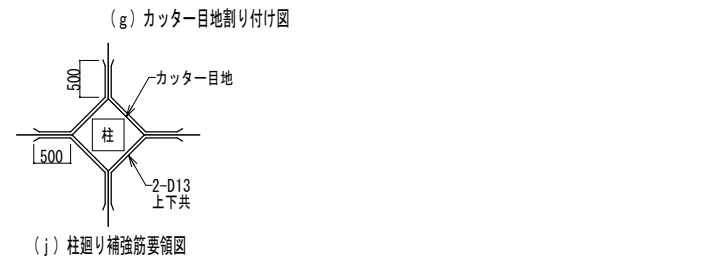 (g) カッター目地割り付け図
500
カッター目地
柱
500
2-D13
上下共
(j) 柱廻り補強筋要領図